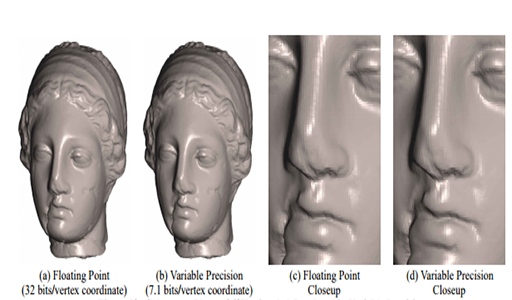 (a) Floating Point
(32 bits/vertex coordinate)
(b) Variable Precision
(7.1 bits/vertex coordinate)
(c) Floating Point
Closeup
(d) Variable Precision
Closeup